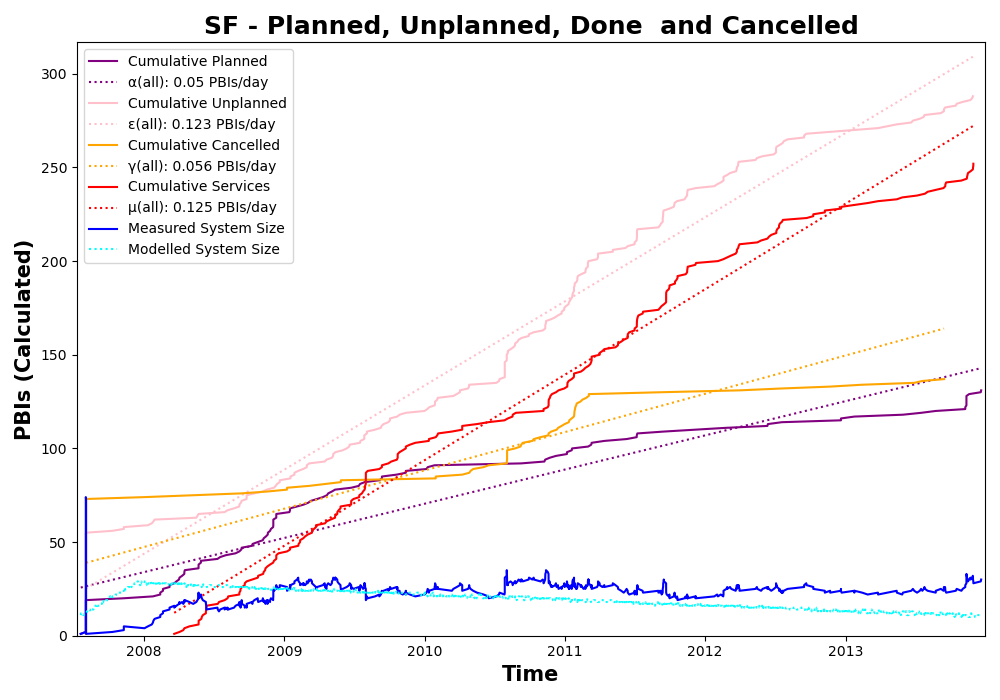 SF - Planned, Unplanned, Done  and Cancelled
Cumulative Planned
α(all): 0.05 PBIs/day
Cumulative Unplanned
ε(all): 0.123 PBIs/day
Cumulative Cancelled
γ(all): 0.056 PBIs/day
Cumulative Services
μ(all): 0.125 PBIs/day
Measured System Size
Modelled System Size
PBIs (Calculated)
300
250
200
150
100
50
0
2008 2009 2010 2011 2012 2013
Time